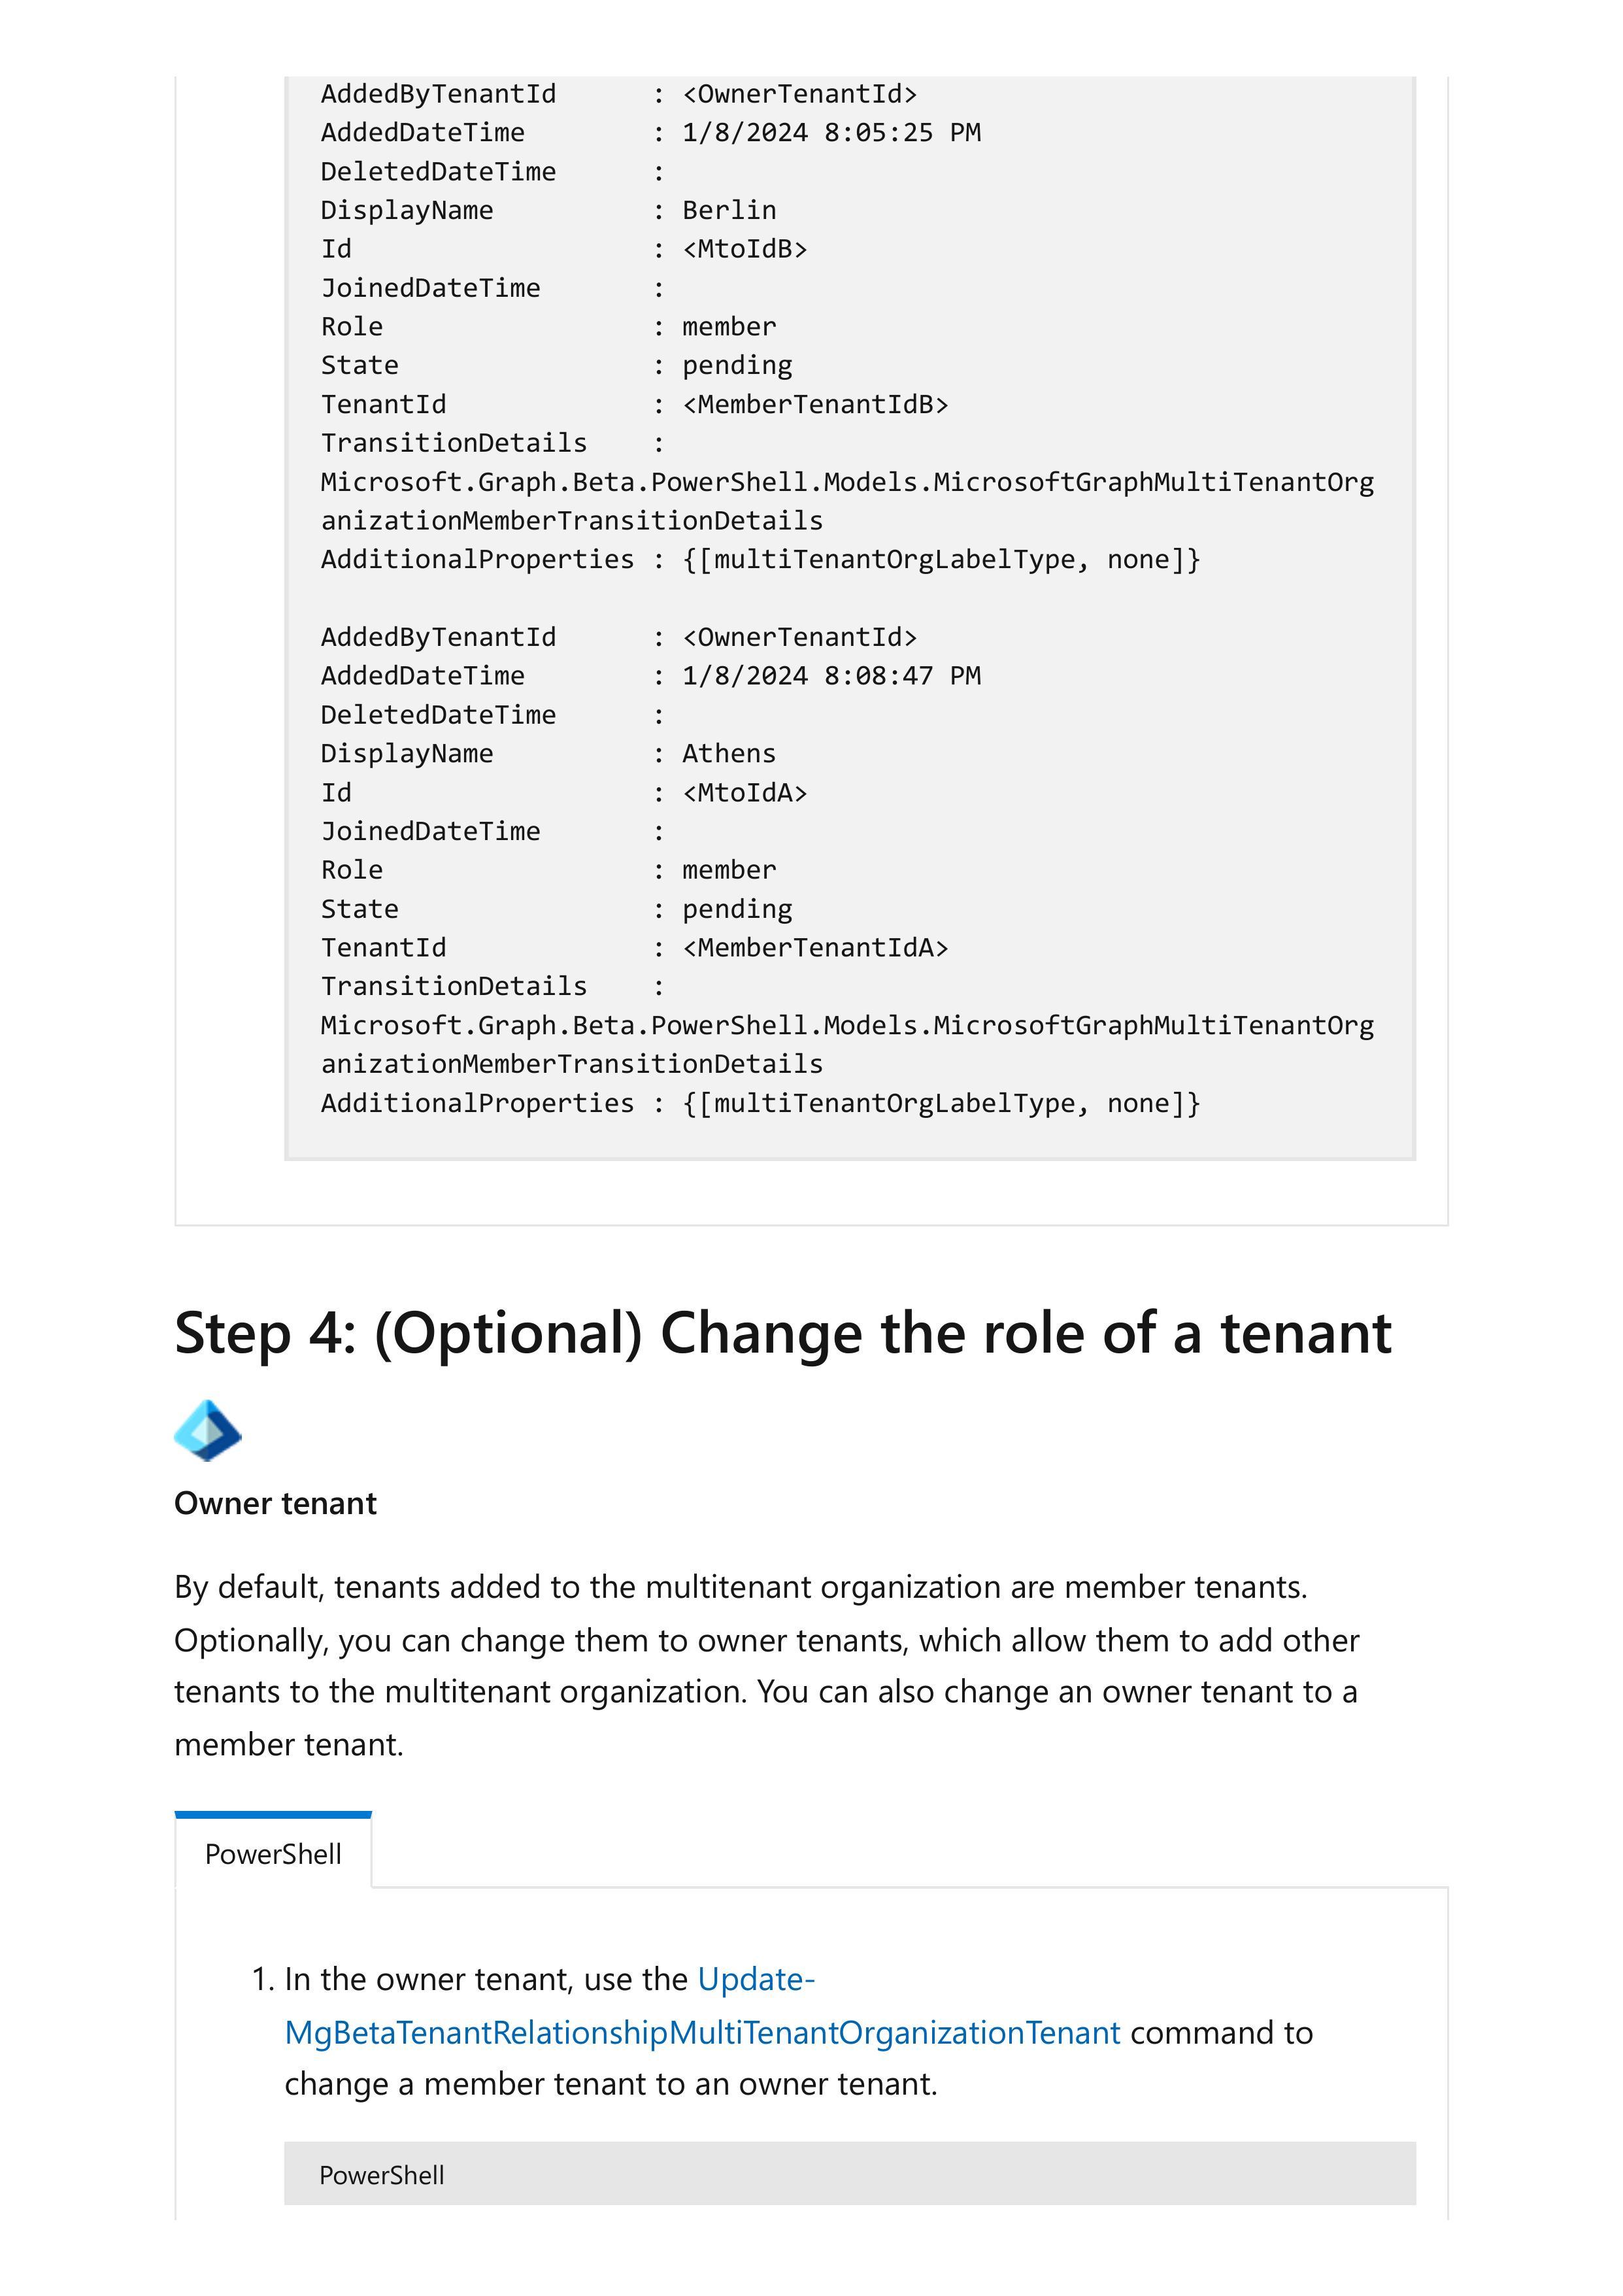 AddedByTenantId      : <OwnerTenantId>
AddedDateTime        : 1/8/2024 8:05:25 PM
DeletedDateTime      :
DisplayName          : Berlin
Id                   : <MtoIdB>
JoinedDateTime       :
Role                 : member
State                : pending
TenantId             : <MemberTenantIdB>
TransitionDetails    :
Microsoft.Graph.Beta.PowerShell.Models.MicrosoftGraphMultiTenantOrg
anizationMemberTransitionDetails
AdditionalProperties : {[multiTenantOrgLabelType, none]}

AddedByTenantId      : <OwnerTenantId>
AddedDateTime        : 1/8/2024 8:08:47 PM
DeletedDateTime      :
DisplayName          : Athens
Id                   : <MtoIdA>
JoinedDateTime       :
Role                 : member
State                : pending
TenantId             : <MemberTenantIdA>
TransitionDetails    :
Microsoft.Graph.Beta.PowerShell.Models.MicrosoftGraphMultiTenantOrg
anizationMemberTransitionDetails
AdditionalProperties : {[multiTenantOrgLabelType, none]}

Step 4: (Optional) Change the role of a tenant
Owner tenant
By default, tenants added to the multitenant organization are member tenants.
Optionally, you can change them to owner tenants, which allow them to add other
tenants to the multitenant organization. You can also change an owner tenant to a
member tenant.
PowerShell
1. In the owner tenant, use the Update-
MgBetaTenantRelationshipMultiTenantOrganizationTenant command to
change a member tenant to an owner tenant.
PowerShell